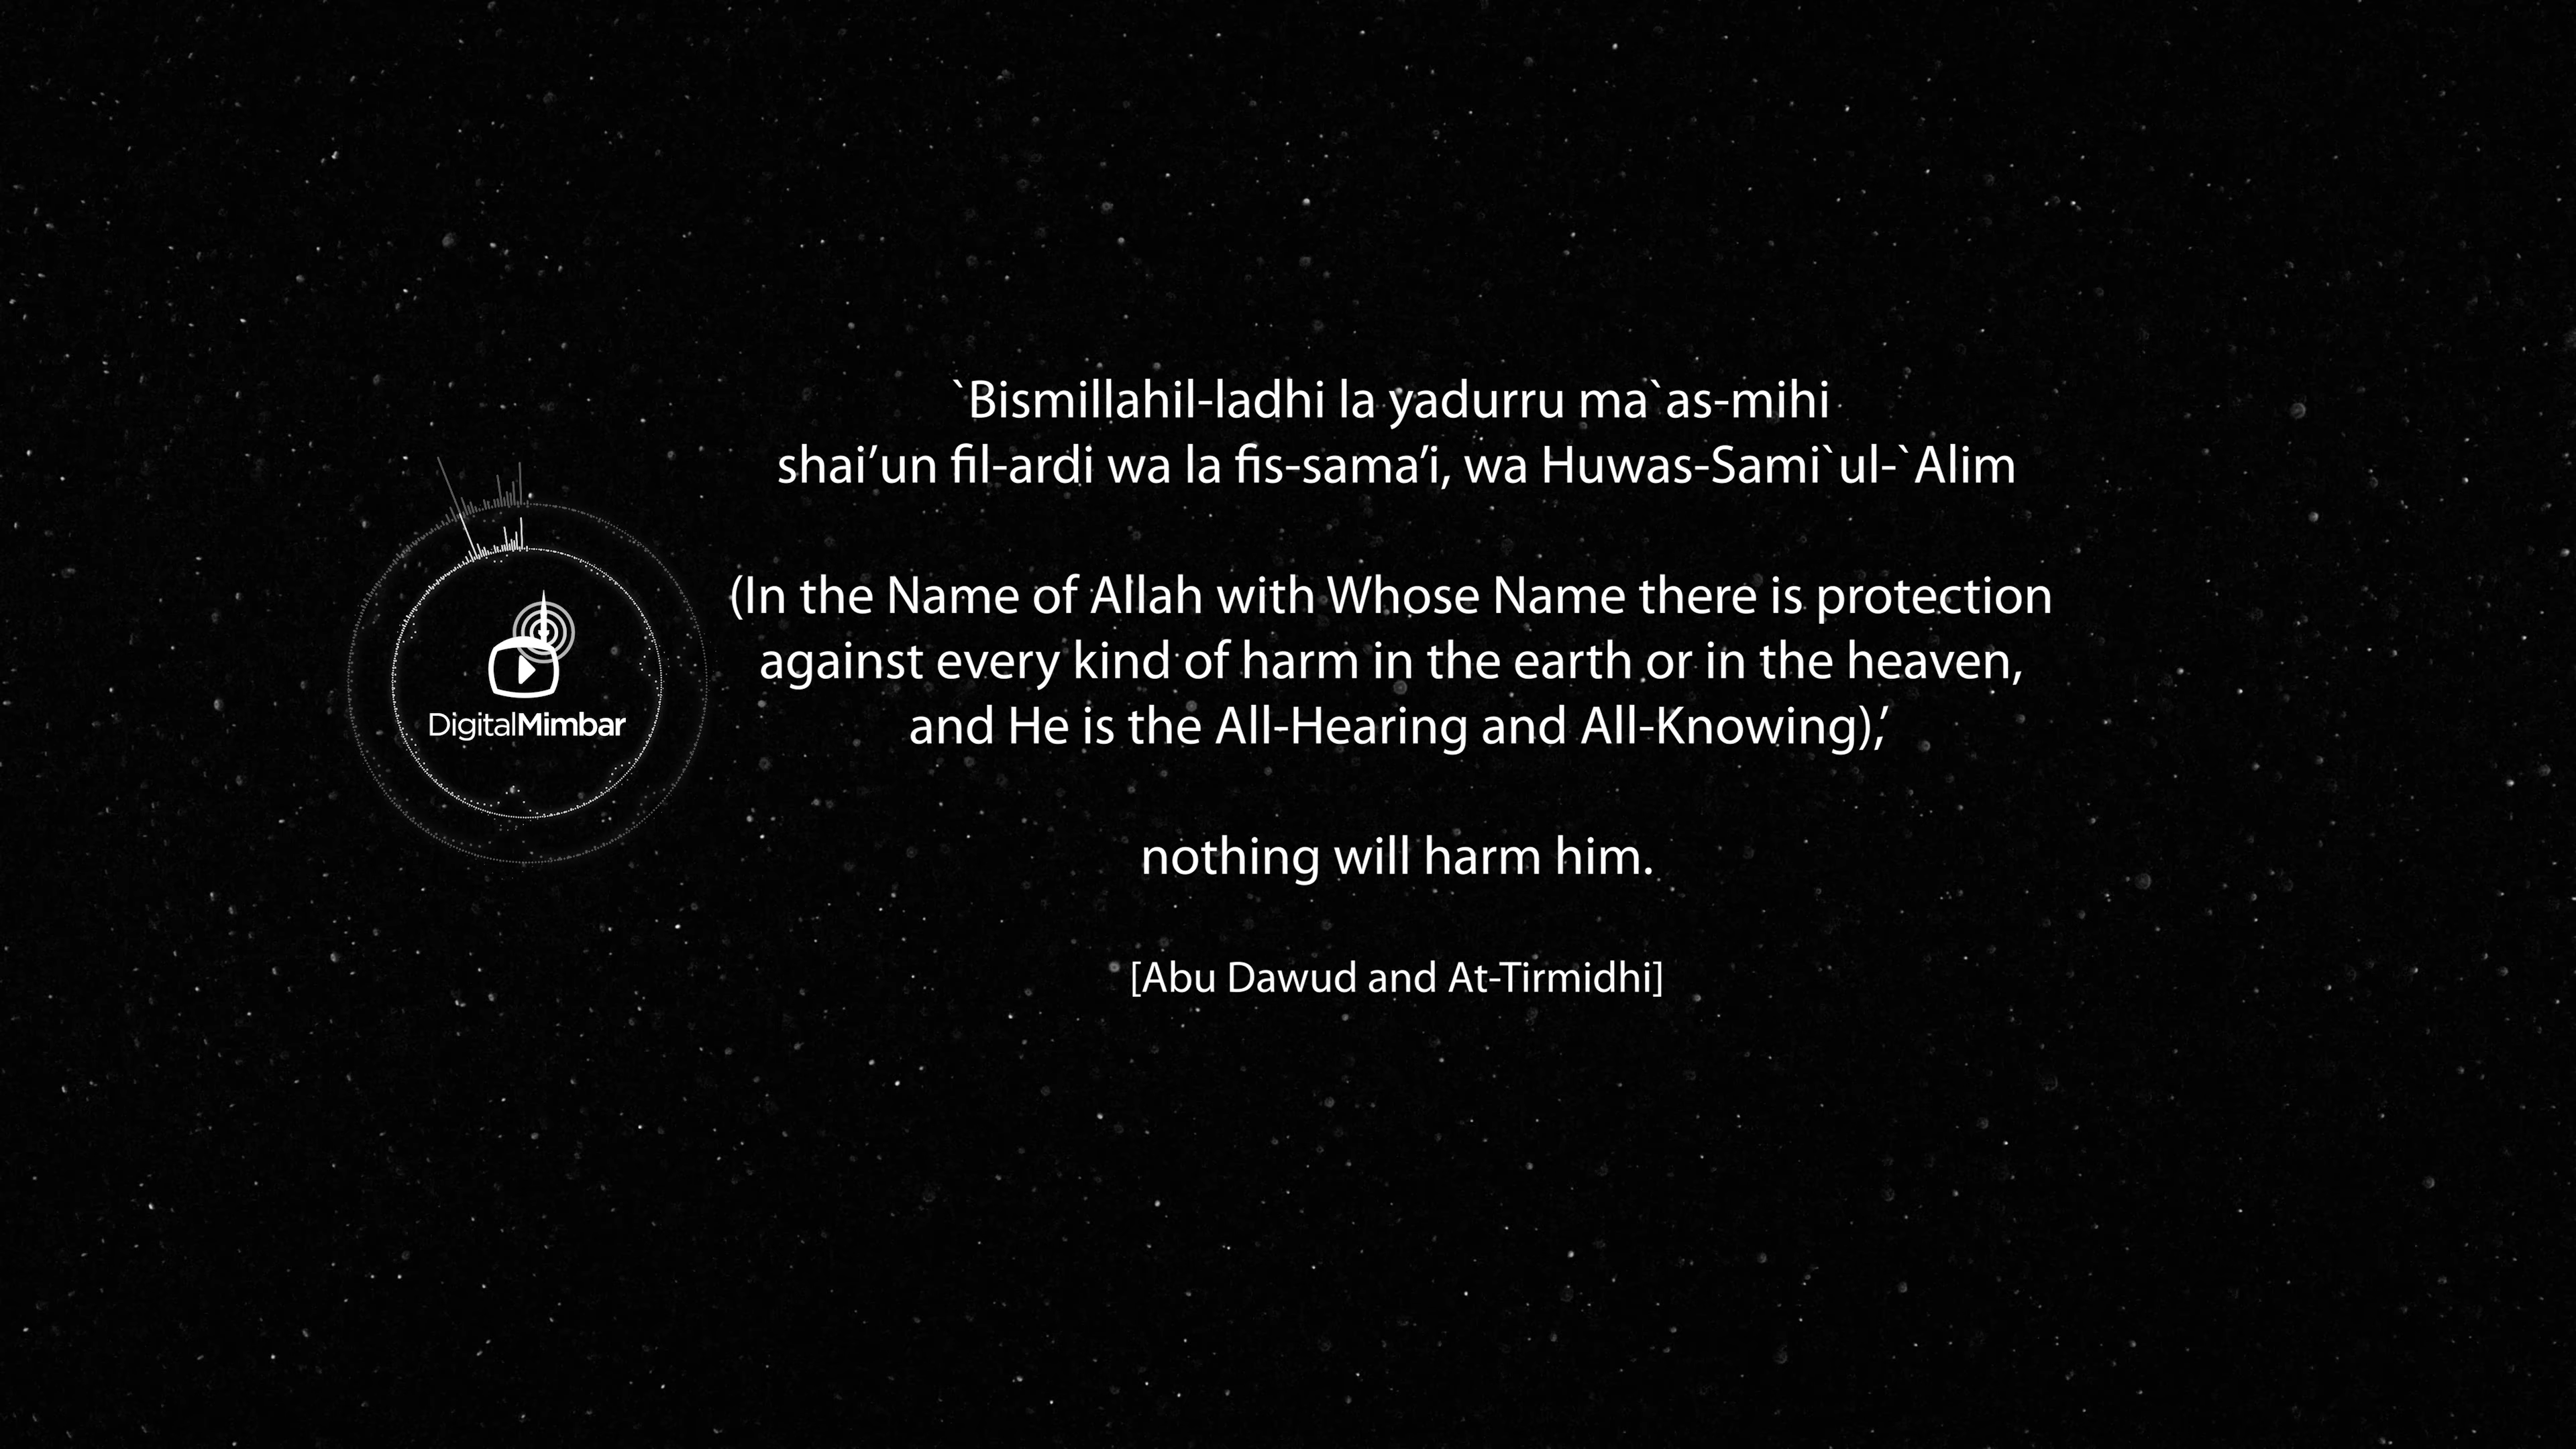 DigitalMimbar
`Bismillahil-ladhi la yadurru ma`as-mihi
shai’un fil-ardi wa la fis-sama’i, wa Huwas-Sami`ul-`Alim
(In the Name of Allah with Whose Name there is protection
against every kind of harm in the earth or in the heaven,
and He is the All-Hearing and All-Knowing),’
nothing will harm him.
[Abu Dawud and At-Tirmidhi]